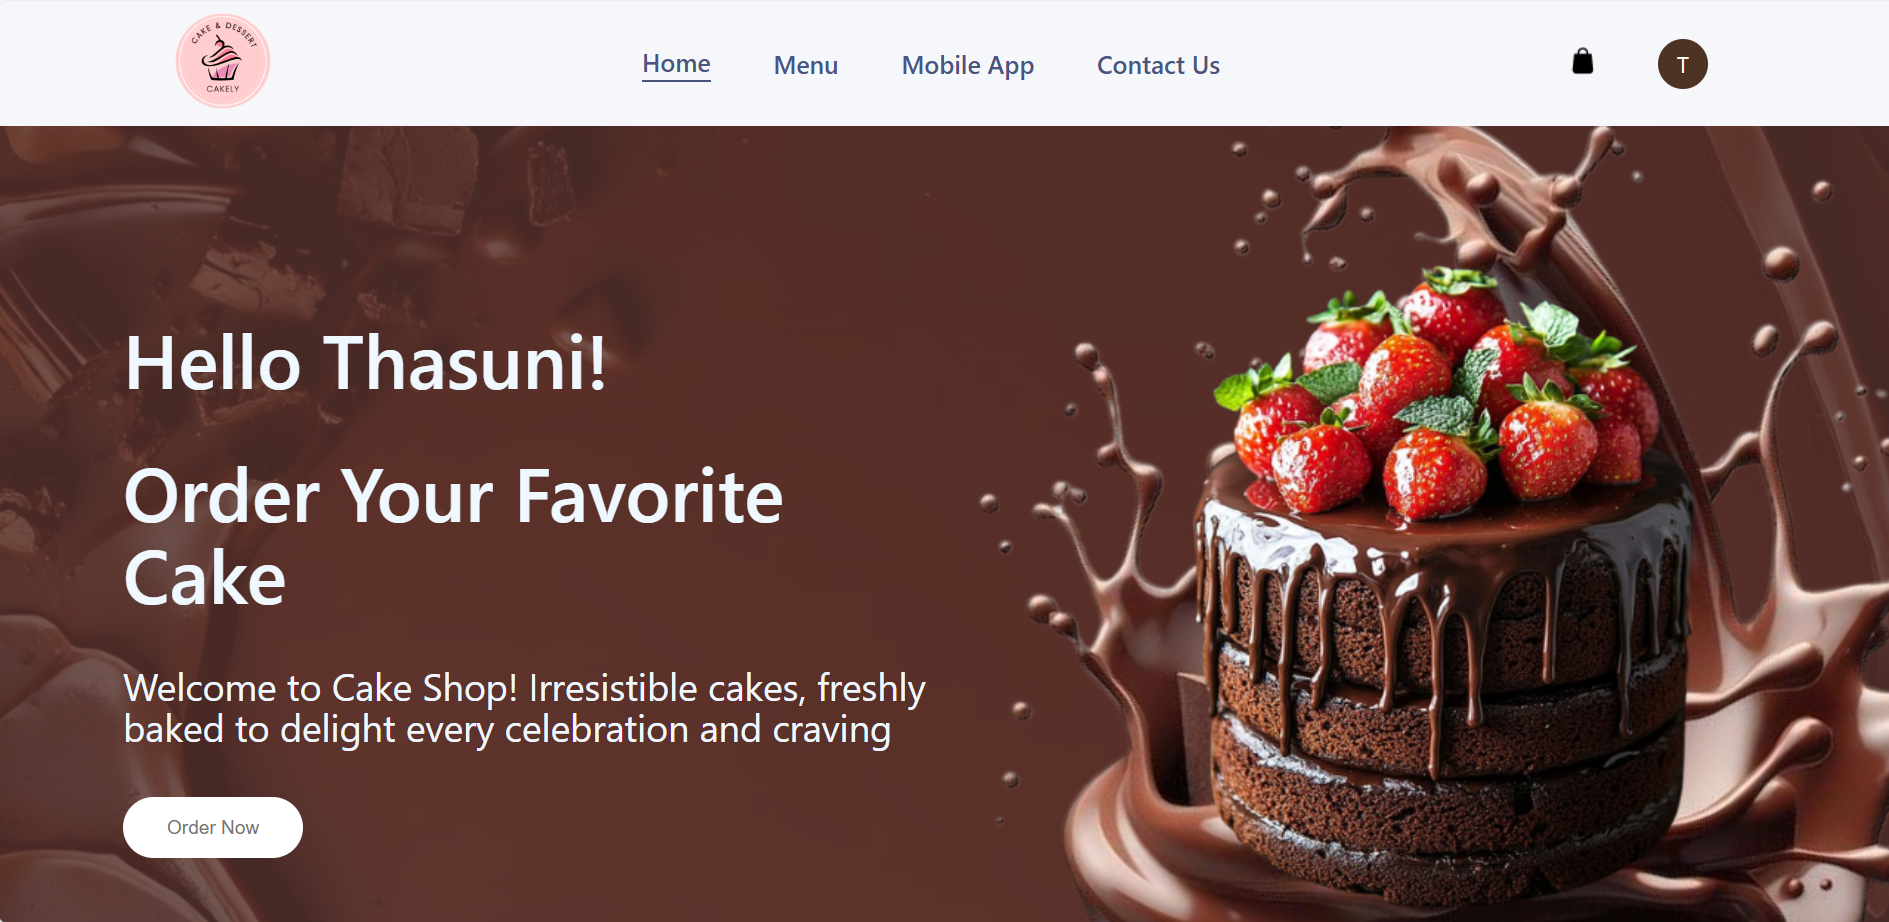 CAKE & DESSERT
CAKELY
Home
Menu
Mobile App
Contact Us
T
Hello Thasuni!
Order Your Favorite
Cake
Welcome to Cake Shop! Irresistible cakes, freshly
baked to delight every celebration and craving
Order Now